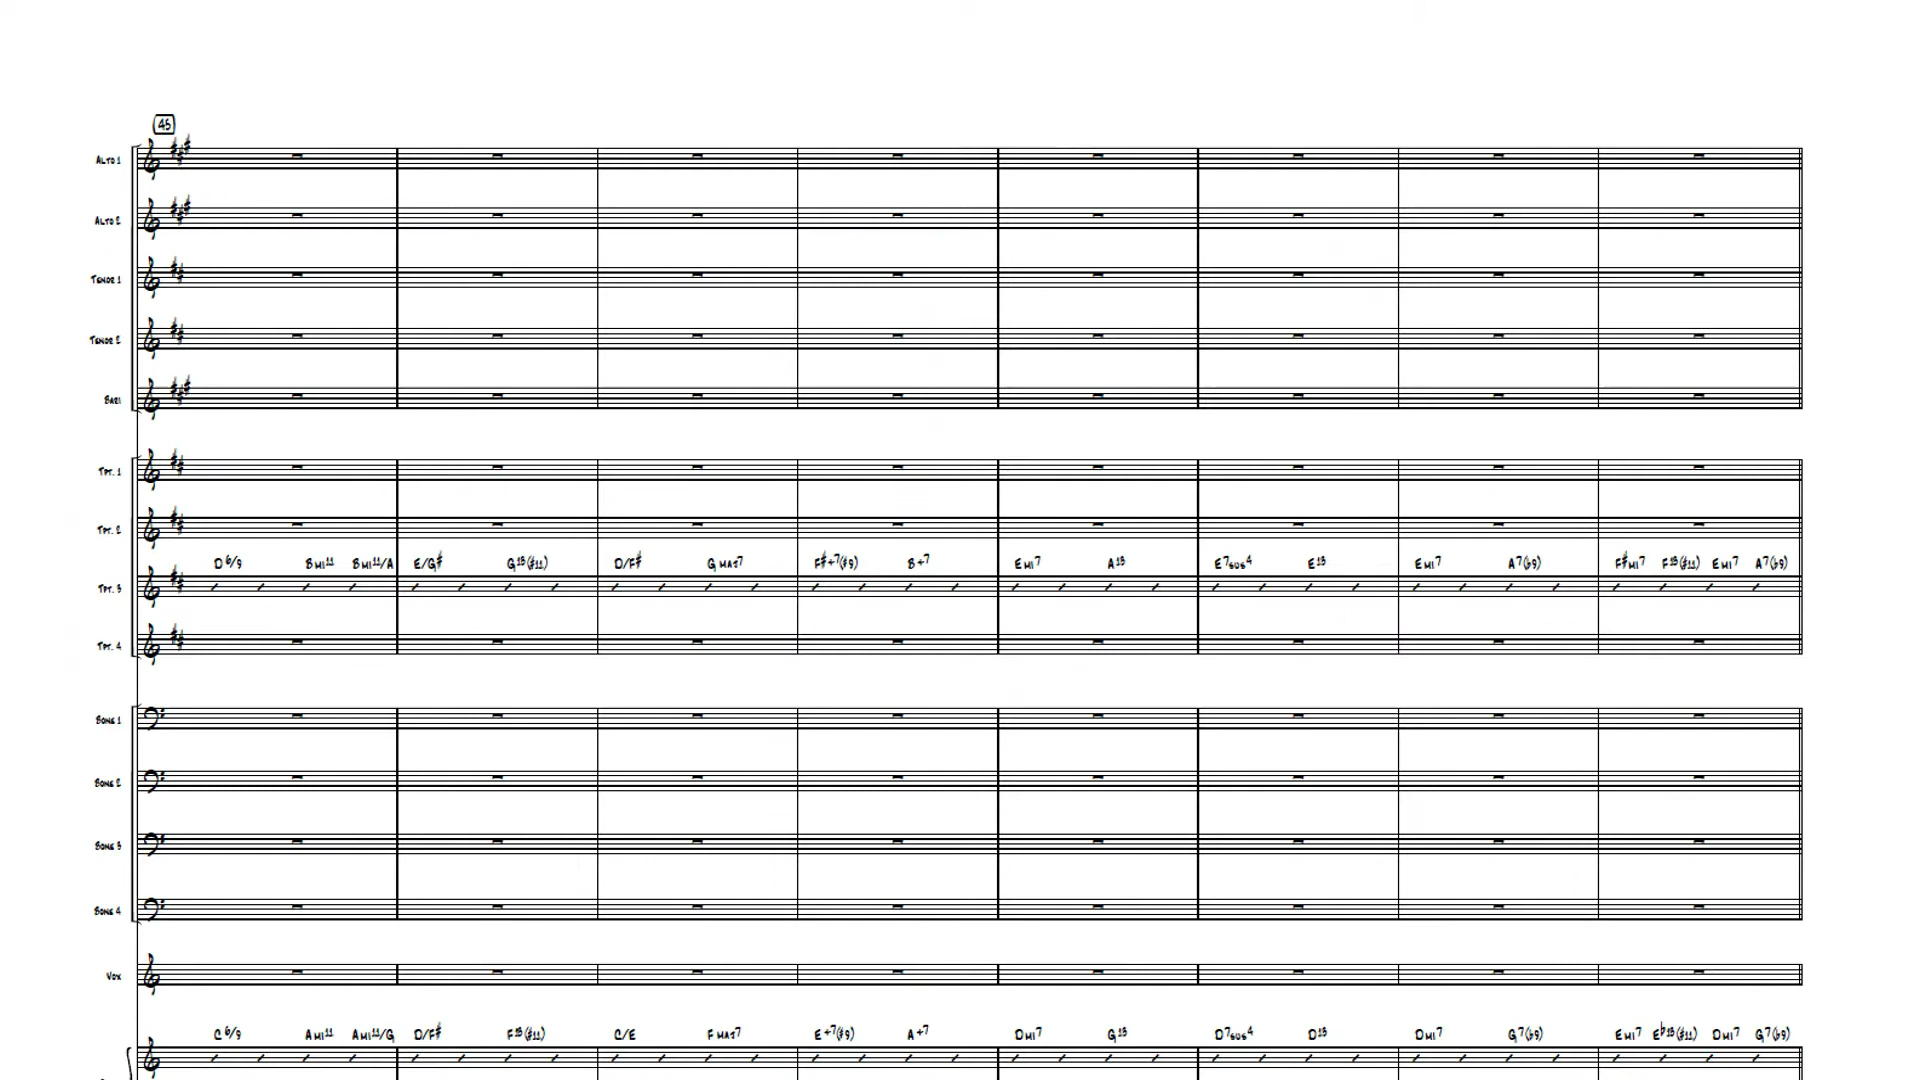 45
Alto 1
Alto 2
Tenor 1
Tenor 2
Bari
Tpt. 1
Tpt. 2
D6/9 Bmi11 Bmi11/A E/G# G13(#11) D/F# Gmaj7 F#+7(#9) B+7 Emi7 A13 E7sus4 E13 Emi7 A7(b9) F#mi7 F13(#11) Emi7 A7(b9)
Tpt. 3
Tpt. 4
Bone 1
Bone 2
Bone 3
Bone 4
Vox
C6/9 Ami11 Ami11/G D/F# F13(#11) C/E Fmaj7 E+7(#9) A+7 Dmi7 G13 D7sus4 D13 Dmi7 G7(b9) Emi7 Eb13(#11) Dmi7 G7(b9)